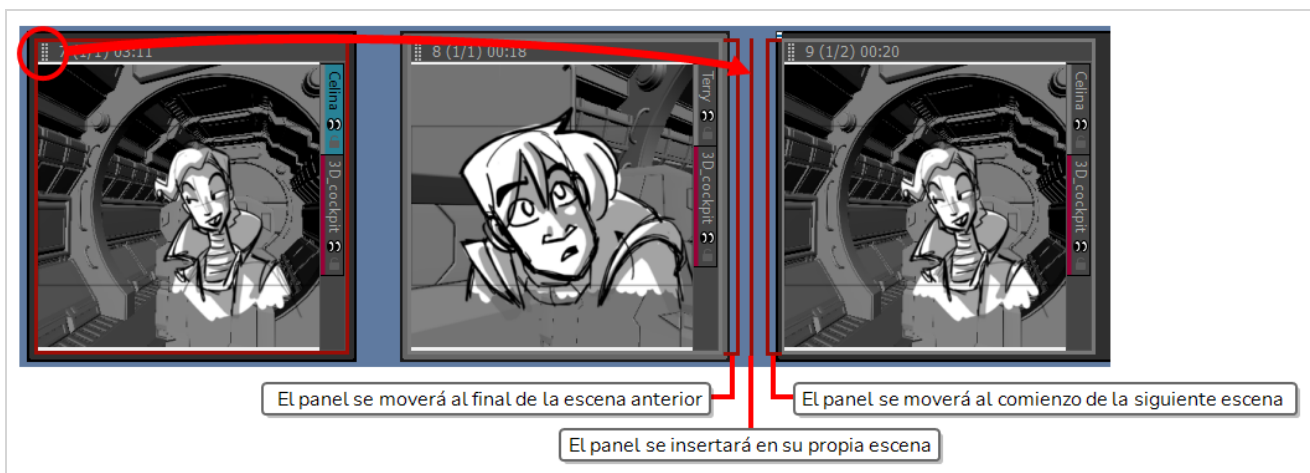 7 (1/1) 03:11
8 (1/1) 00:18
9 (1/2) 00:20
Celina
3D_cockpit
Terry
3D_cockpit
Celina
3D_cockpit
El panel se moverá al final de la escena anterior
El panel se moverá al comienzo de la siguiente escena
El panel se insertará en su propia escena